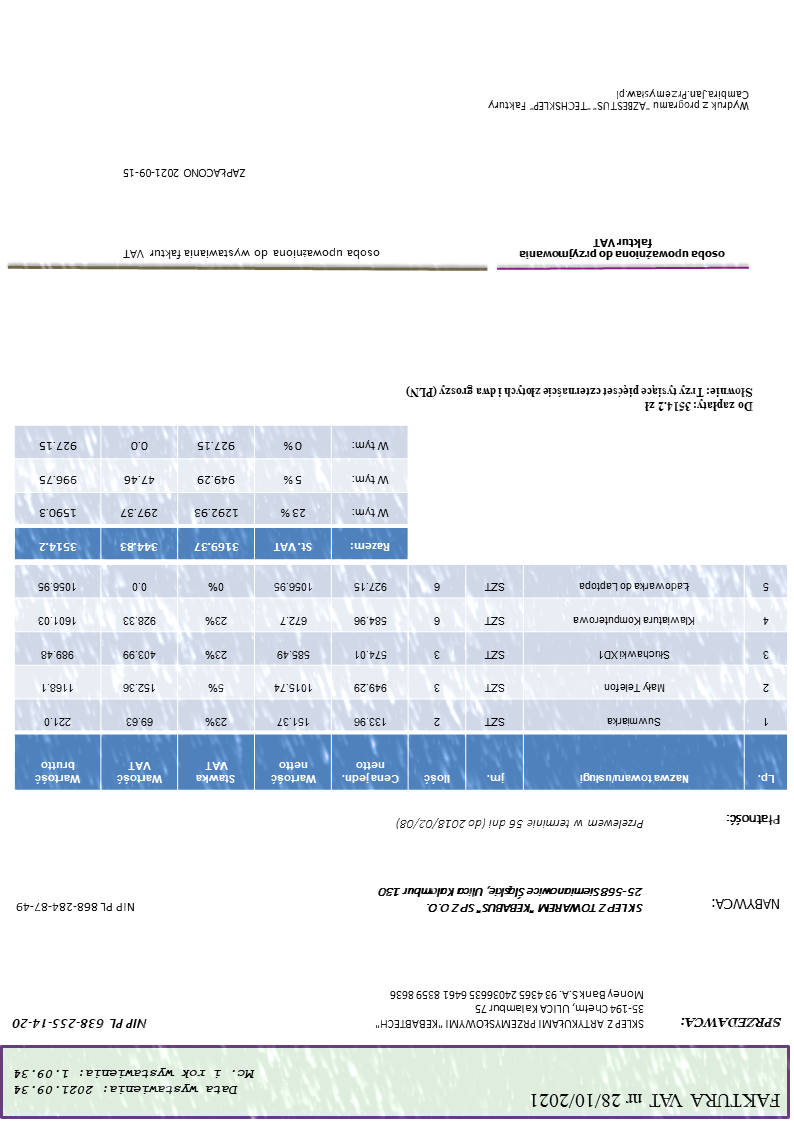 FAKTURA VAT nr 28/10/2021
Data wystawienia: 2021.09.34
Mc. i rok wystawienia: 1.09.34
SPRZEDAWCA:
SKLEP Z ARTYKUŁAMI PRZEMYSŁOWYMI "KEBABTECH"
35-194 Chełm, ULICA Kalambur 75
Money Bank S.A. 93 4365 24036635 6461 8359 8636
NIP PL 638-255-14-20
NABYWCA:
SKLEP Z TOWAREM "KEBABUS" SP Z O.O.
25-568 Siemianowice Śląskie, Ulica Kalambur 130
NIP PL 868-284-87-49
Płatność:
Przelewem w terminie 56 dni (do 2018/02/08)
Lp. Nazwa towaru/usługi jm. Ilość Cena jedn. netto Wartość netto Stawka VAT Wartość VAT Wartość brutto
1 Suwmiarka SZT 2 133.96 151.37 23% 69.63 221.0
2 Mały Telefon SZT 3 949.29 1015.74 5% 152.36 1168.1
3 Słuchawki XD1 SZT 3 574.01 585.49 23% 403.99 989.48
4 Klawiatura Komputerowa SZT 6 584.96 672.7 23% 928.33 1601.03
5 Ładowarka do Laptopa SZT 6 927.15 1056.95 0% 0.0 1056.95
Razem: St. VAT 3169.37 344.83 3514.2
W tym: 23 % 1292.93 297.37 1590.3
W tym: 5 % 949.29 47.46 996.75
W tym: 0 % 927.15 0.0 927.15
Do zapłaty: 3514.2 zł
Słownie: Trzy tysiące pięćset czternaście złotych i dwa groszy (PLN)
osoba upoważniona do przyjmowania
faktur VAT
osoba upoważniona do wystawiania faktur VAT
ZAPŁACONO 2021-09-15
Wydruk z programu "AZBESTUS" "TECHSKLEP" Faktury
Cambira.Jan.Przemysław.pl